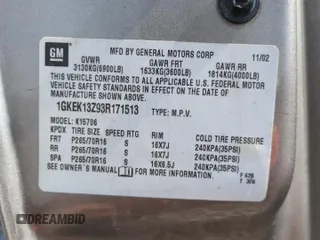 GM
MFD BY GENERAL MOTORS CORP
11/02
GVWR GAWR FRT GAWR RR
3130KG(6900LB) 1633KG(3600LB) 1814KG(4000LB)
THIS VEHICLE CONFORMS TO ALL APPLICABLE U.S. FEDERAL MOTOR VEHICLE
SAFETY STANDARDS IN EFFECT ON THE DATE OF
MANUFACTURE SHOWN ABOVE.
1GKEK13Z93R171513 TYPE: M.P.V.
MODEL: K15706
KPDX TIRE SIZE SPEED RTG RIM COLD TIRE PRESSURE
FRT P265/70R16 S 16X7J 240KPA(35PSI)
RR P265/70R16 S 16X7J 240KPA(35PSI)
SPA P265/70R16 S 16X6.5J 240KPA(35PSI)
SEE OWNER'S MANUAL FOR ADDITIONAL INFORMATION
DREAMBID